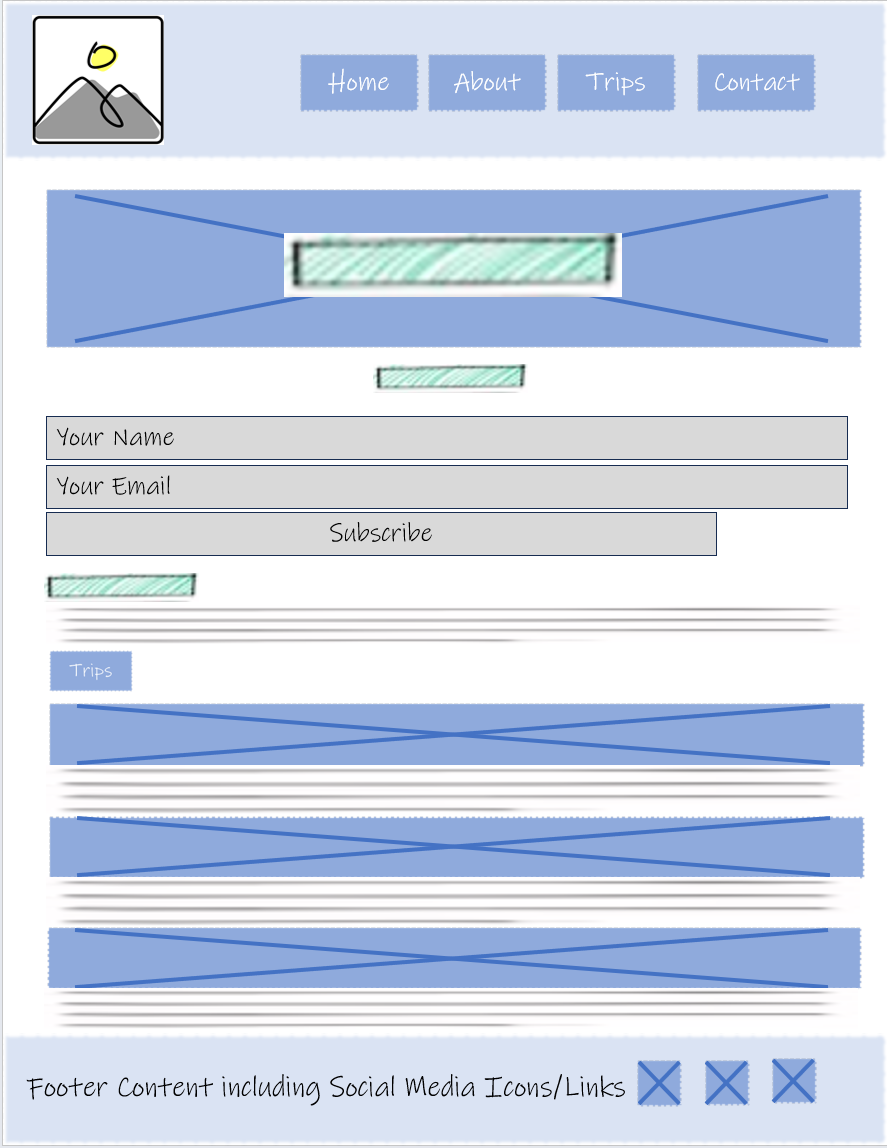 Home About Trips Contact
Your Name
Your Email
Subscribe
Trips
Footer Content including Social Media Icons/Links